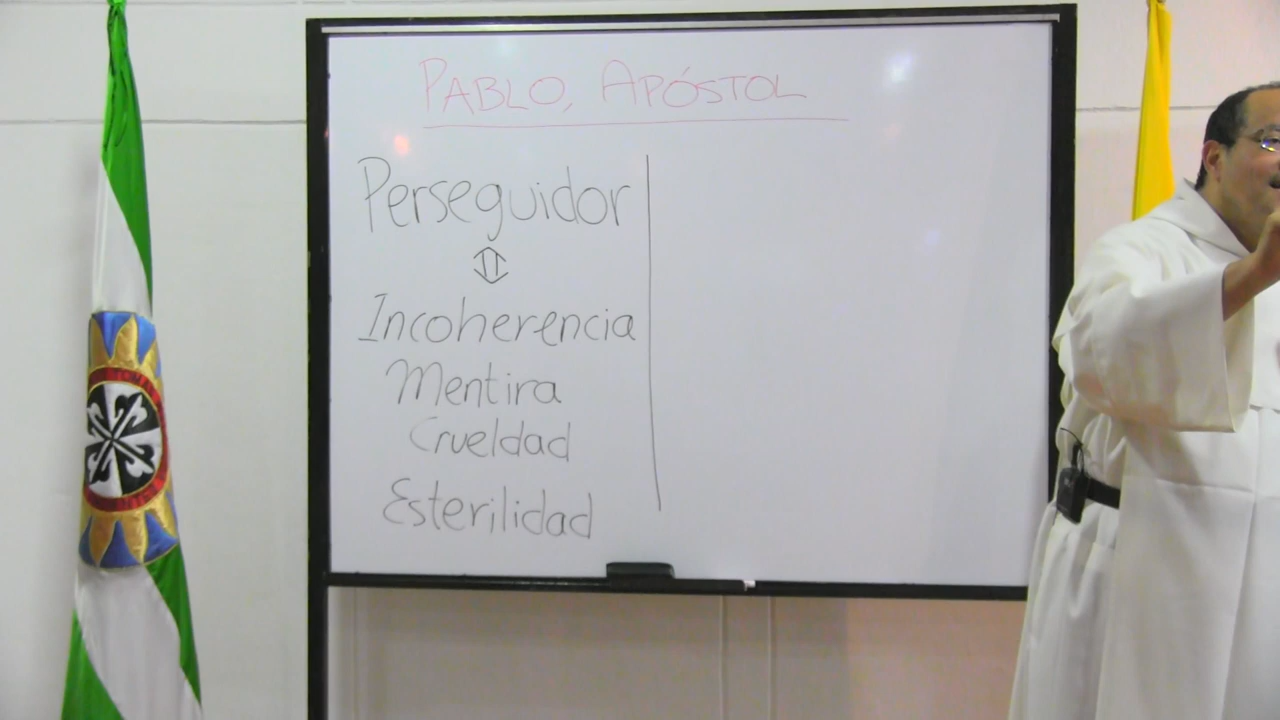 PABLO, APÓSTOL
Perseguidor
⇕
Incoherencia
Mentira
Crueldad
Esterilidad